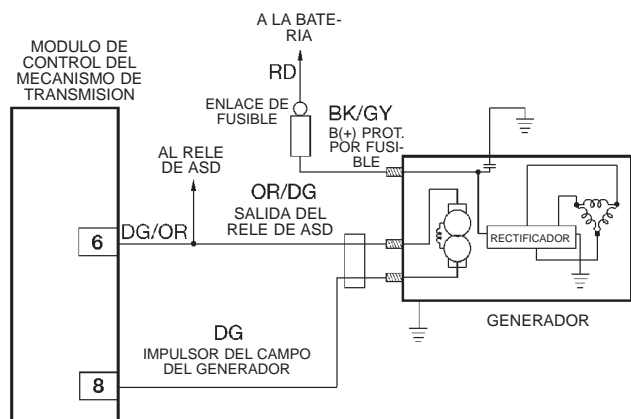 A LA BATE-
RIA
MODULO DE
CONTROL DEL
MECANISMO DE
TRANSMISION
RD
ENLACE DE
FUSIBLE
BK/GY
B(+) PROT.
POR FUSI-
BLE
AL RELE
DE ASD
OR/DG
SALIDA DEL
RELE DE ASD
6
DG/OR
RECTIFICADOR
GENERADOR
DG
IMPULSOR DEL CAMPO
DEL GENERADOR
8